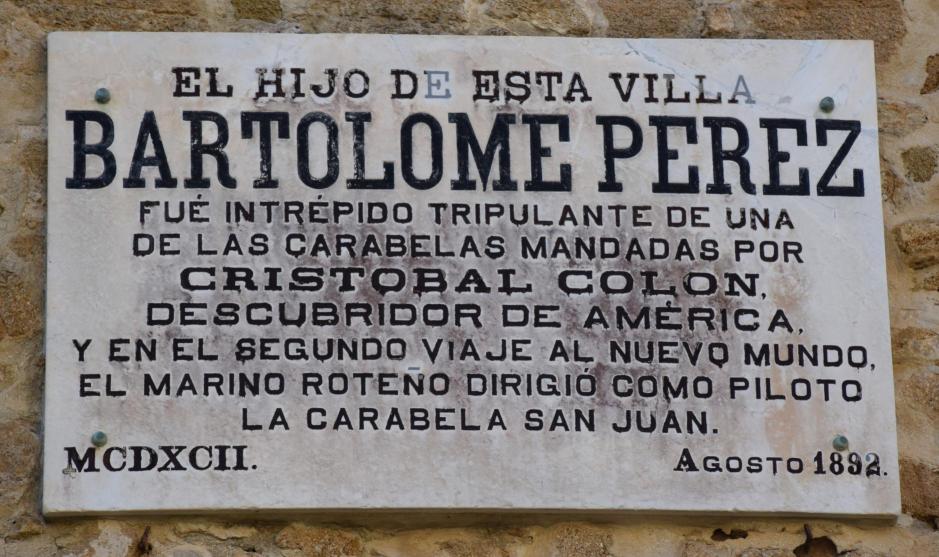 EL HIJO DE ESTA VILLA
BARTOLOME PEREZ
FUÉ INTRÉPIDO TRIPULANTE DE UNA
DE LAS CARABELAS MANDADAS POR
CRISTOBAL COLON,
DESCUBRIDOR DE AMÉRICA,
Y EN EL SEGUNDO VIAJE AL NUEVO MUNDO,
EL MARINO ROTEÑO DIRIGIÓ COMO PILOTO
LA CARABELA SAN JUAN.
MCDXCII. AGOSTO 1892.